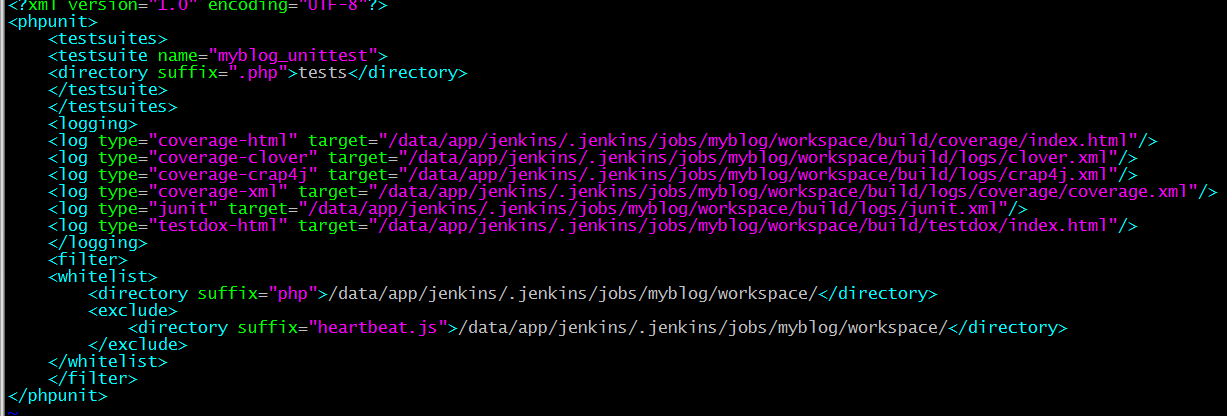 <?xml version="1.0" encoding="UTF-8"?>
<phpunit>
    <testsuites>
    <testsuite name="myblog_unittest">
    <directory suffix=".php">tests</directory>
    </testsuite>
    </testsuites>
    <logging>
    <log type="coverage-html" target="/data/app/jenkins/.jenkins/jobs/myblog/workspace/build/coverage/index.html"/>
    <log type="coverage-clover" target="/data/app/jenkins/.jenkins/jobs/myblog/workspace/build/logs/clover.xml"/>
    <log type="coverage-crap4j" target="/data/app/jenkins/.jenkins/jobs/myblog/workspace/build/logs/crap4j.xml"/>
    <log type="coverage-xml" target="/data/app/jenkins/.jenkins/jobs/myblog/workspace/build/logs/coverage/coverage.xml"/>
    <log type="junit" target="/data/app/jenkins/.jenkins/jobs/myblog/workspace/build/logs/junit.xml"/>
    <log type="testdox-html" target="/data/app/jenkins/.jenkins/jobs/myblog/workspace/build/testdox/index.html"/>
    </logging>
    <filter>
    <whitelist>
        <directory suffix="php">/data/app/jenkins/.jenkins/jobs/myblog/workspace/</directory>
        <exclude>
            <directory suffix="heartbeat.js">/data/app/jenkins/.jenkins/jobs/myblog/workspace/</directory>
        </exclude>
    </whitelist>
    </filter>
</phpunit>
~